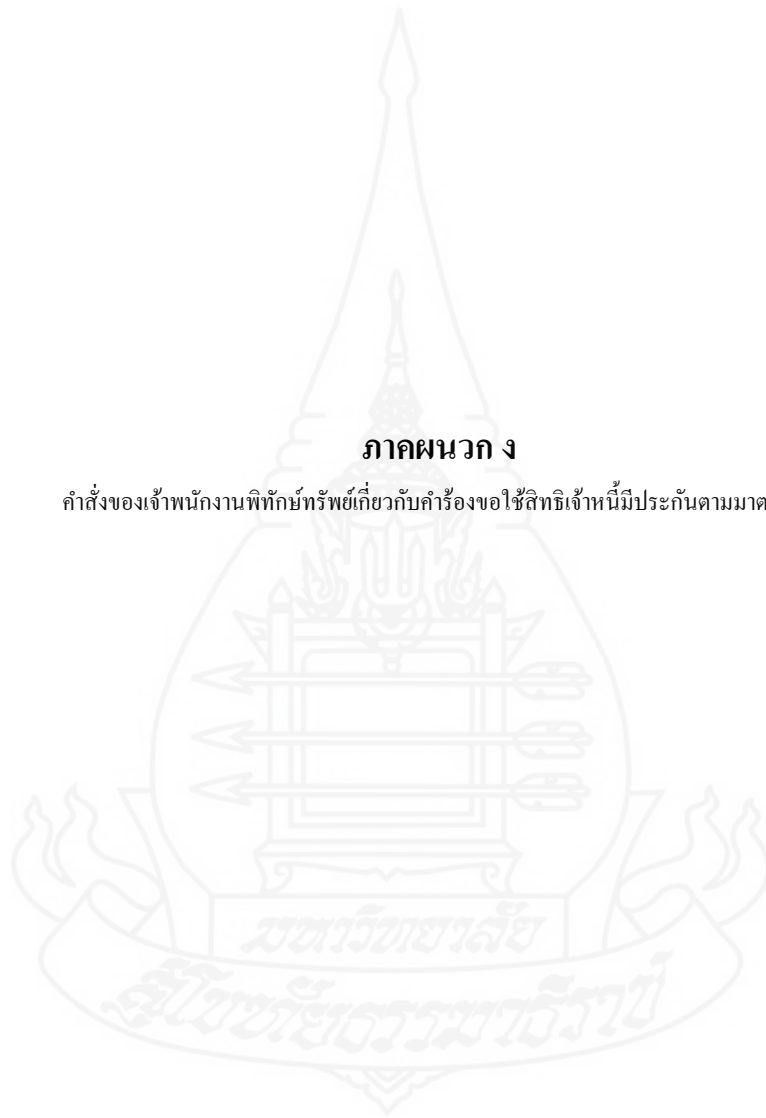 ภาคผนวก ง
คำสั่งของเจ้าพนักงานพิทักษ์ทรัพย์เกี่ยวกับคำร้องขอใช้สิทธิเจ้าหนี้มีประกันตามมาต
มหาวิทยาลัย
สุโขทัยธรรมาธิราช